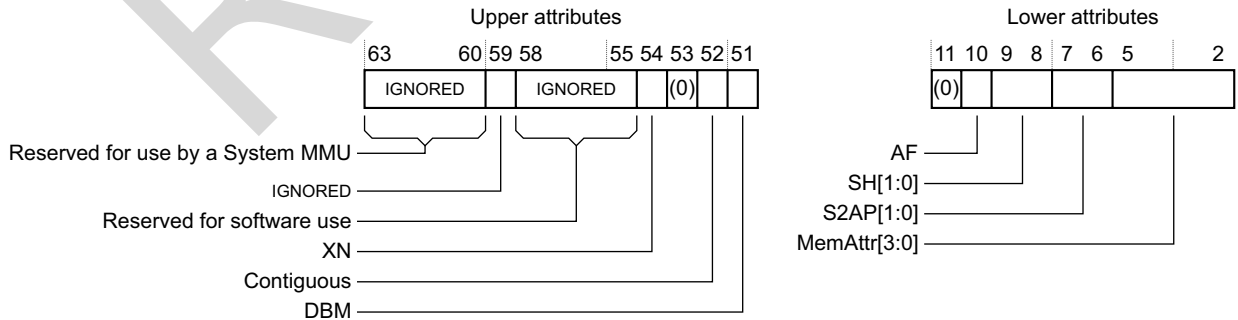 Upper attributes
Lower attributes
63 60 59 58 55 54 53 52 51
11 10 9 8 7 6 5 2
IGNORED IGNORED (0)
(0)
Reserved for use by a System MMU
IGNORED
Reserved for software use
XN
Contiguous
DBM
AF
SH[1:0]
S2AP[1:0]
MemAttr[3:0]